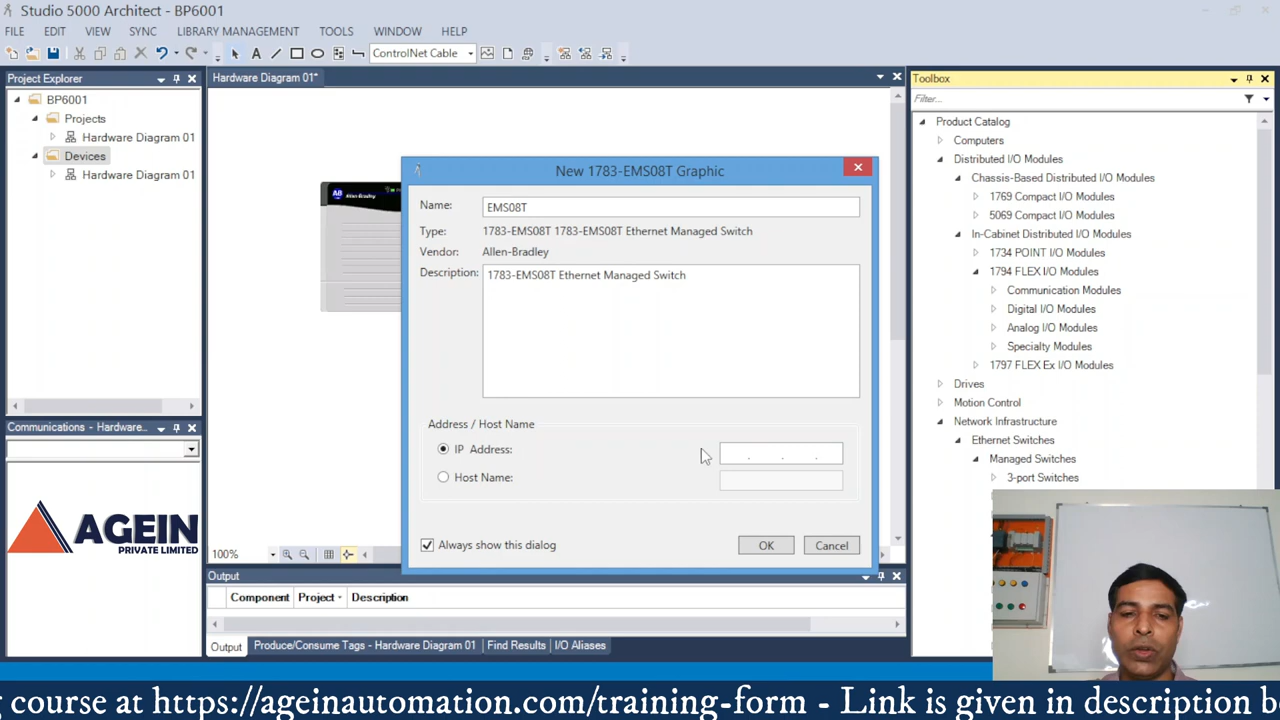 Studio 5000 Architect - BP6001
FILE EDIT VIEW SYNC LIBRARY MANAGEMENT TOOLS WINDOW HELP
ControlNet Cable
Project Explorer
BP6001
Projects
Hardware Diagram 01
Devices
Hardware Diagram 01
Communications - Hardware...
AGEIN
PRIVATE LIMITED
Hardware Diagram 01*
AB Allen-Bradley
New 1783-EMS08T Graphic
Name: EMS08T
Type: 1783-EMS08T 1783-EMS08T Ethernet Managed Switch
Vendor: Allen-Bradley
Description: 1783-EMS08T Ethernet Managed Switch
Address / Host Name
IP Address: . . .
Host Name:
Always show this dialog
OK Cancel
100%
Output
Component Project Description
Output Produce/Consume Tags - Hardware Diagram 01 Find Results I/O Aliases
Toolbox
Filter...
Product Catalog
Computers
Distributed I/O Modules
Chassis-Based Distributed I/O Modules
1769 Compact I/O Modules
5069 Compact I/O Modules
In-Cabinet Distributed I/O Modules
1734 POINT I/O Modules
1794 FLEX I/O Modules
Communication Modules
Digital I/O Modules
Analog I/O Modules
Specialty Modules
1797 FLEX Ex I/O Modules
Drives
Motion Control
Network Infrastructure
Ethernet Switches
Managed Switches
3-port Switches
course at https://ageinautomation.com/training-form - Link is given in description